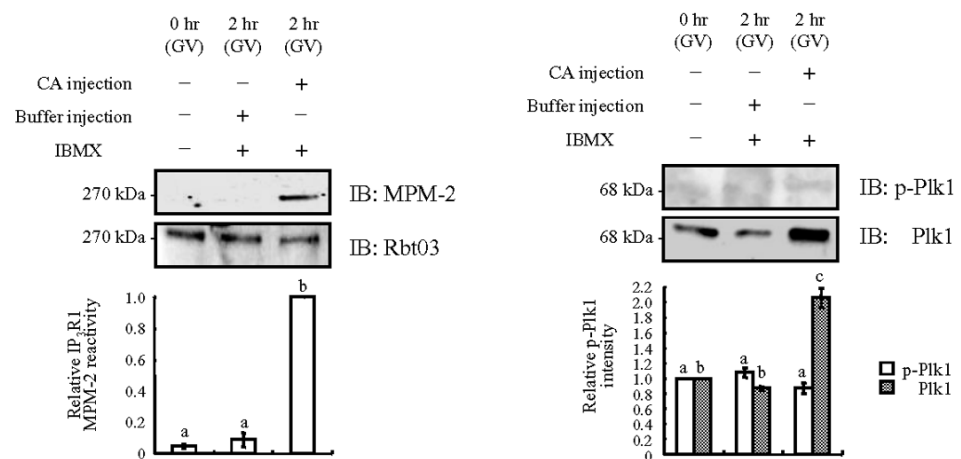 0 hr 2 hr 2 hr
(GV) (GV) (GV)
CA injection − − +
Buffer injection − + −
IBMX − + +
270 kDa IB: MPM-2
270 kDa IB: Rbt03
Relative IP3R1
MPM-2 reactivity
1.0
0.8
0.6
0.4
0.2
0
a a b
0 hr 2 hr 2 hr
(GV) (GV) (GV)
CA injection − − +
Buffer injection − + −
IBMX − + +
68 kDa IB: p-Plk1
68 kDa IB: Plk1
Relative p-Plk1
intensity
2.2
2.0
1.8
1.6
1.4
1.2
1.0
0.8
0.6
0.4
0.2
0
a b a b a c
p-Plk1
Plk1